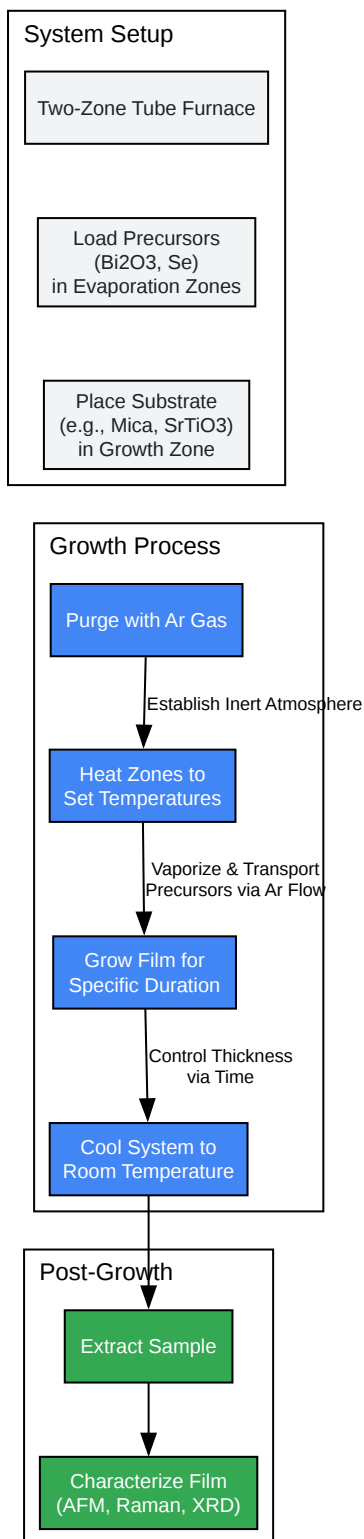 System Setup
Two-Zone Tube Furnace
Load Precursors
(Bi2O3, Se)
in Evaporation Zones
Place Substrate
(e.g., Mica, SrTiO3)
in Growth Zone
Growth Process
Purge with Ar Gas
Establish Inert Atmosphere
Heat Zones to
Set Temperatures
Vaporize & Transport
Precursors via Ar Flow
Grow Film for
Specific Duration
Control Thickness
via Time
Cool System to
Room Temperature
Post-Growth
Extract Sample
Characterize Film
(AFM, Raman, XRD)